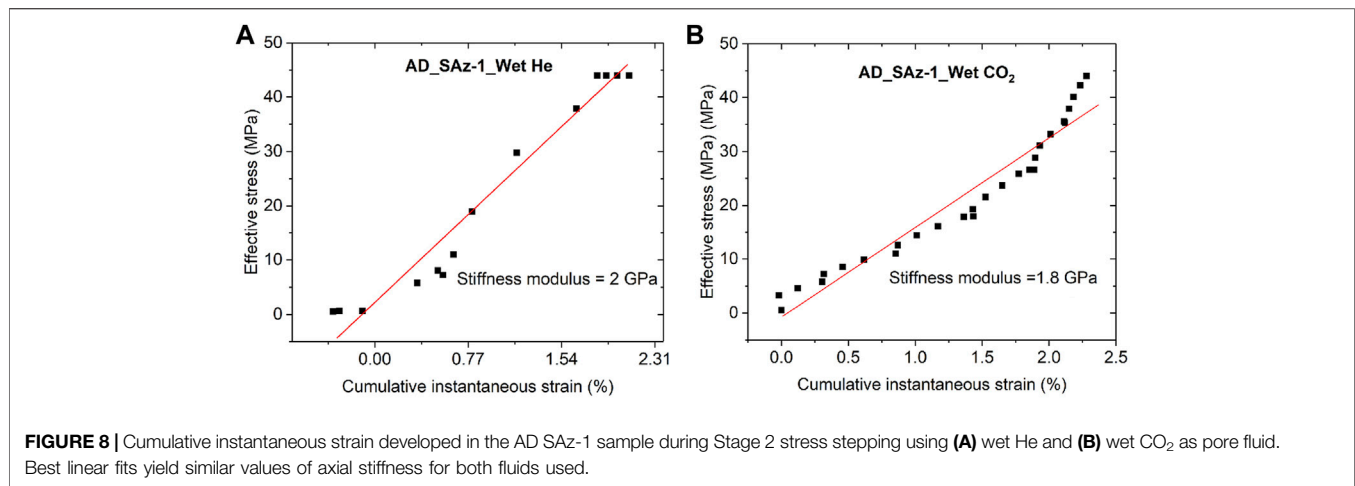 A
AD_SAz-1_Wet He
Effective stress (MPa)
50
40
30
20
10
0
Stiffness modulus = 2 GPa
0.00 0.77 1.54 2.31
Cumulative instantaneous strain (%)
B
AD_SAz-1_Wet CO₂
Effective stress (MPa) (MPa)
50
40
30
20
10
0
Stiffness modulus =1.8 GPa
0.0 0.5 1.0 1.5 2.0 2.5
Cumulative instantaneous strain (%)
FIGURE 8 | Cumulative instantaneous strain developed in the AD SAz-1 sample during Stage 2 stress stepping using (A) wet He and (B) wet CO₂ as pore fluid.
Best linear fits yield similar values of axial stiffness for both fluids used.